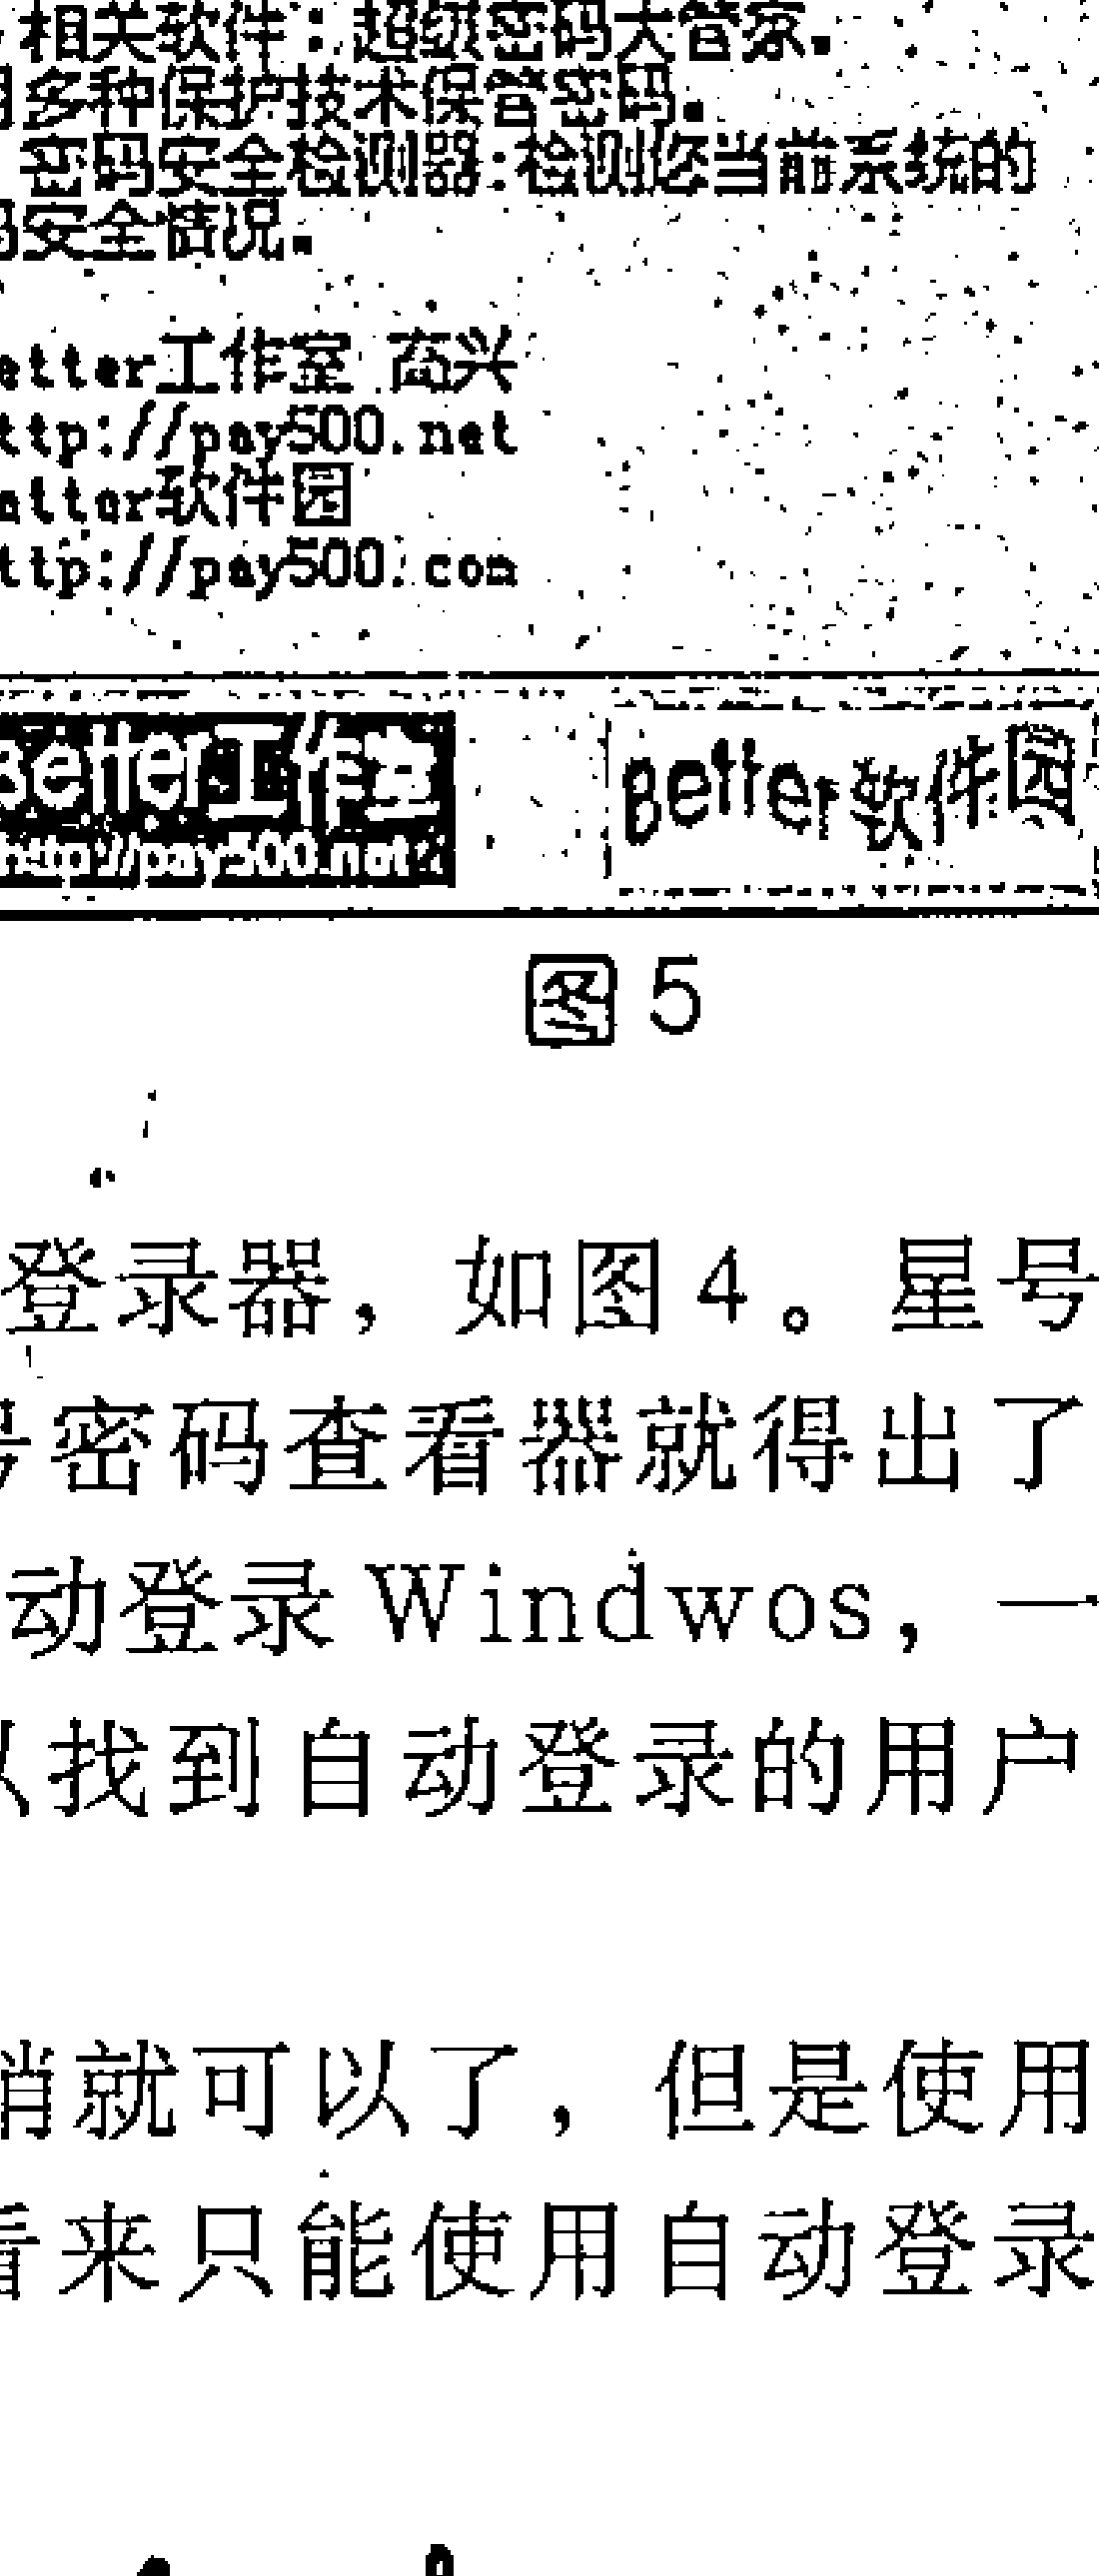 相关软件：超级密码大管家.
用多种保护技术保管密码.
密码安全检测器:检测您当前系统的
码安全情况.
etter工作室 高兴
ttp://pay500.net
etter软件园
ttp://pay500.com
Better工作室
http://pay500.net
Better软件园
图 5
登录器，如图 4。星号
号密码查看器就得出了
动登录 Windwos，一
以找到自动登录的用户
消就可以了，但是使用
看来只能使用自动登录